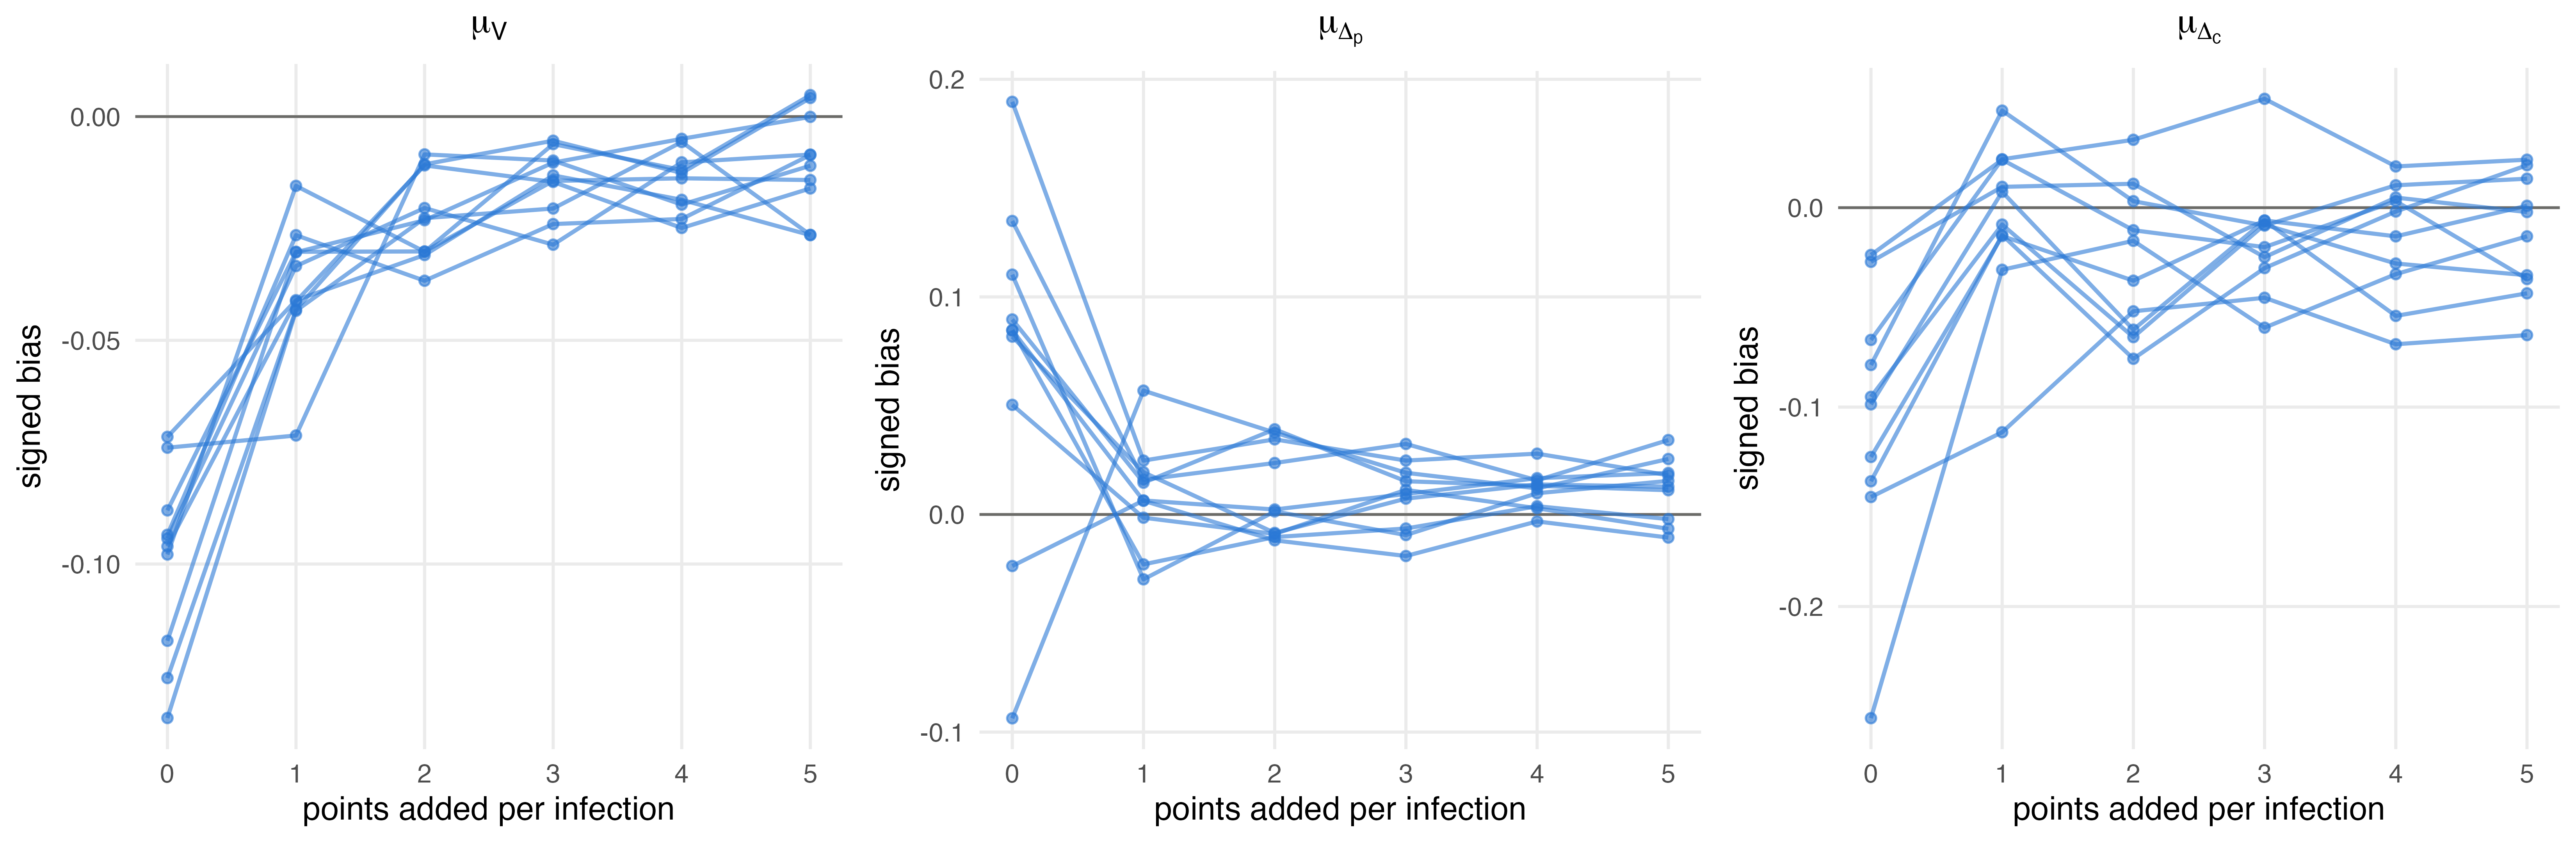 μV
signed bias
0.00
-0.05
-0.10
0 1 2 3 4 5
points added per infection
μΔp
signed bias
0.2
0.1
0.0
-0.1
0 1 2 3 4 5
points added per infection
μΔc
signed bias
0.0
-0.1
-0.2
0 1 2 3 4 5
points added per infection